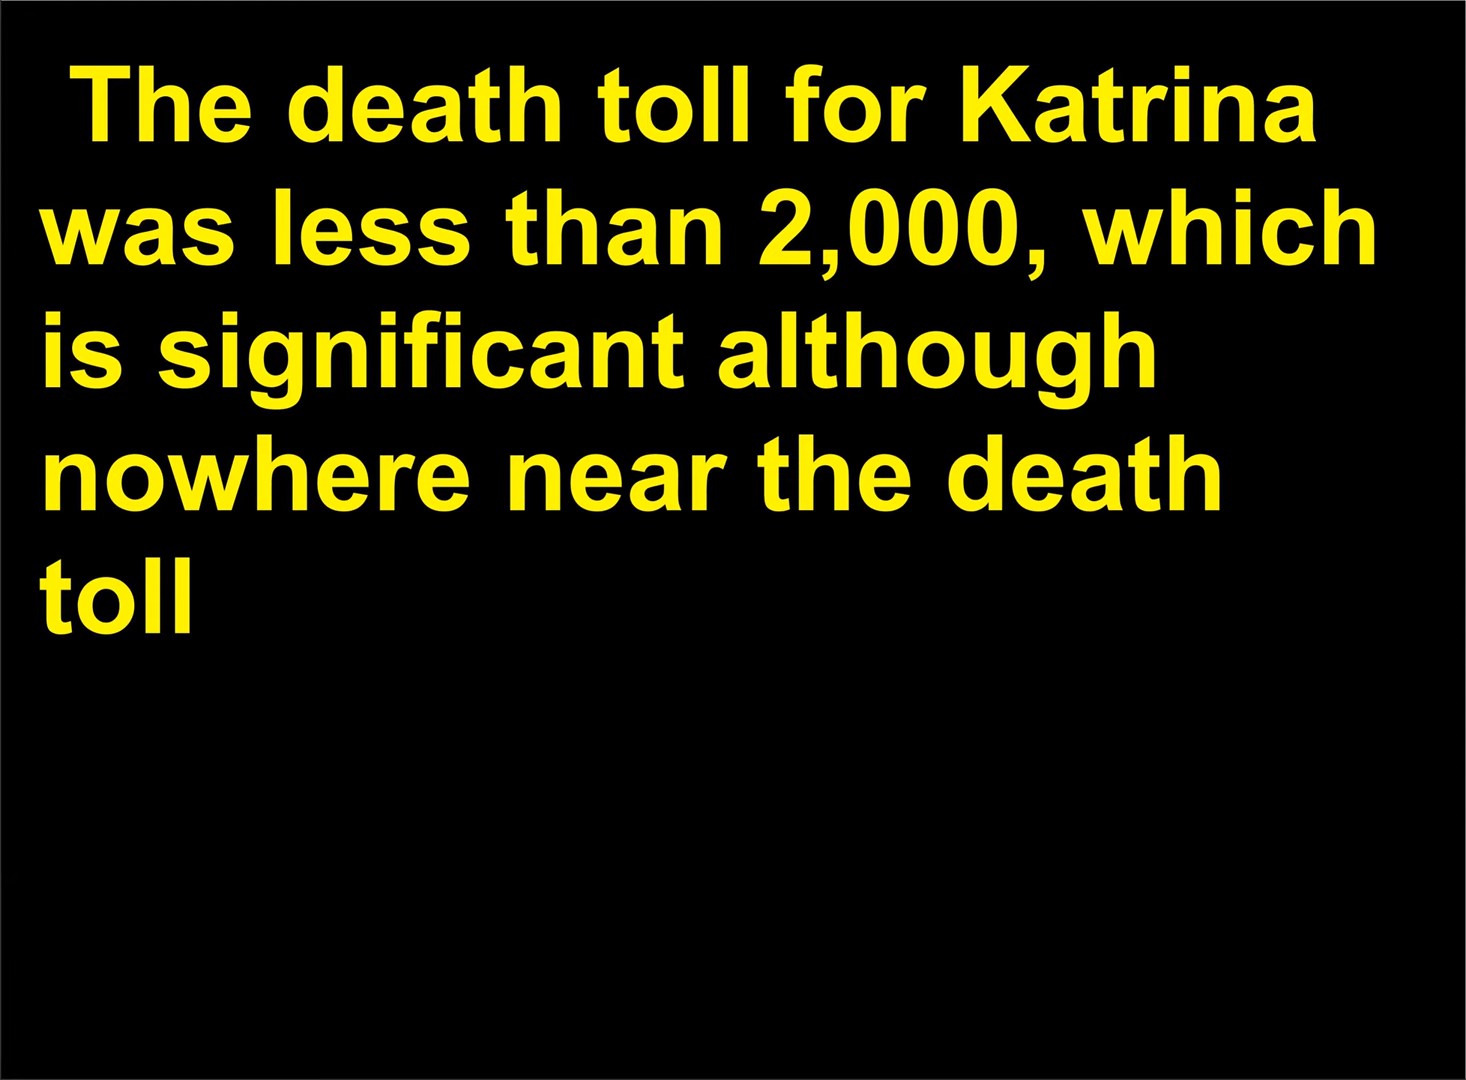 The death toll for Katrina
was less than 2,000, which
is significant although
nowhere near the death
toll